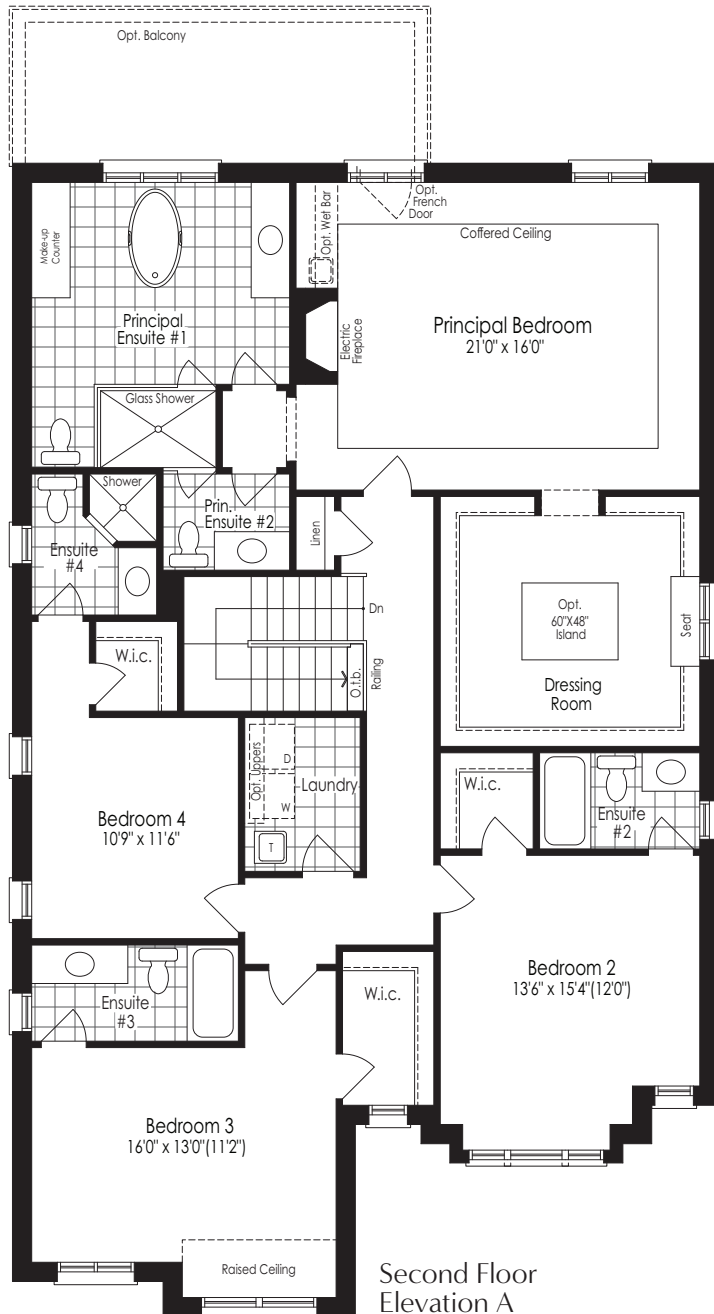 Opt. Balcony
Opt.
French
Door
Opt. Wet Bar
Make-up
Counter
Coffered Ceiling
Principal
Ensuite #1
Electric
Fireplace
Principal Bedroom
21'0" x 16'0"
Glass Shower
Shower
Prin.
Ensuite #2
Linen
Ensuite
#4
Dn
Opt.
60"X48"
Island
Seat
W.i.c.
Railing
O.t.b.
Dressing
Room
Opt. Uppers
D
W
Laundry
T
W.i.c.
Ensuite
#2
Bedroom 4
10'9" x 11'6"
Bedroom 2
13'6" x 15'4"(12'0")
Ensuite
#3
W.i.c.
Bedroom 3
16'0" x 13'0"(11'2")
Raised Ceiling
Second Floor
Elevation A